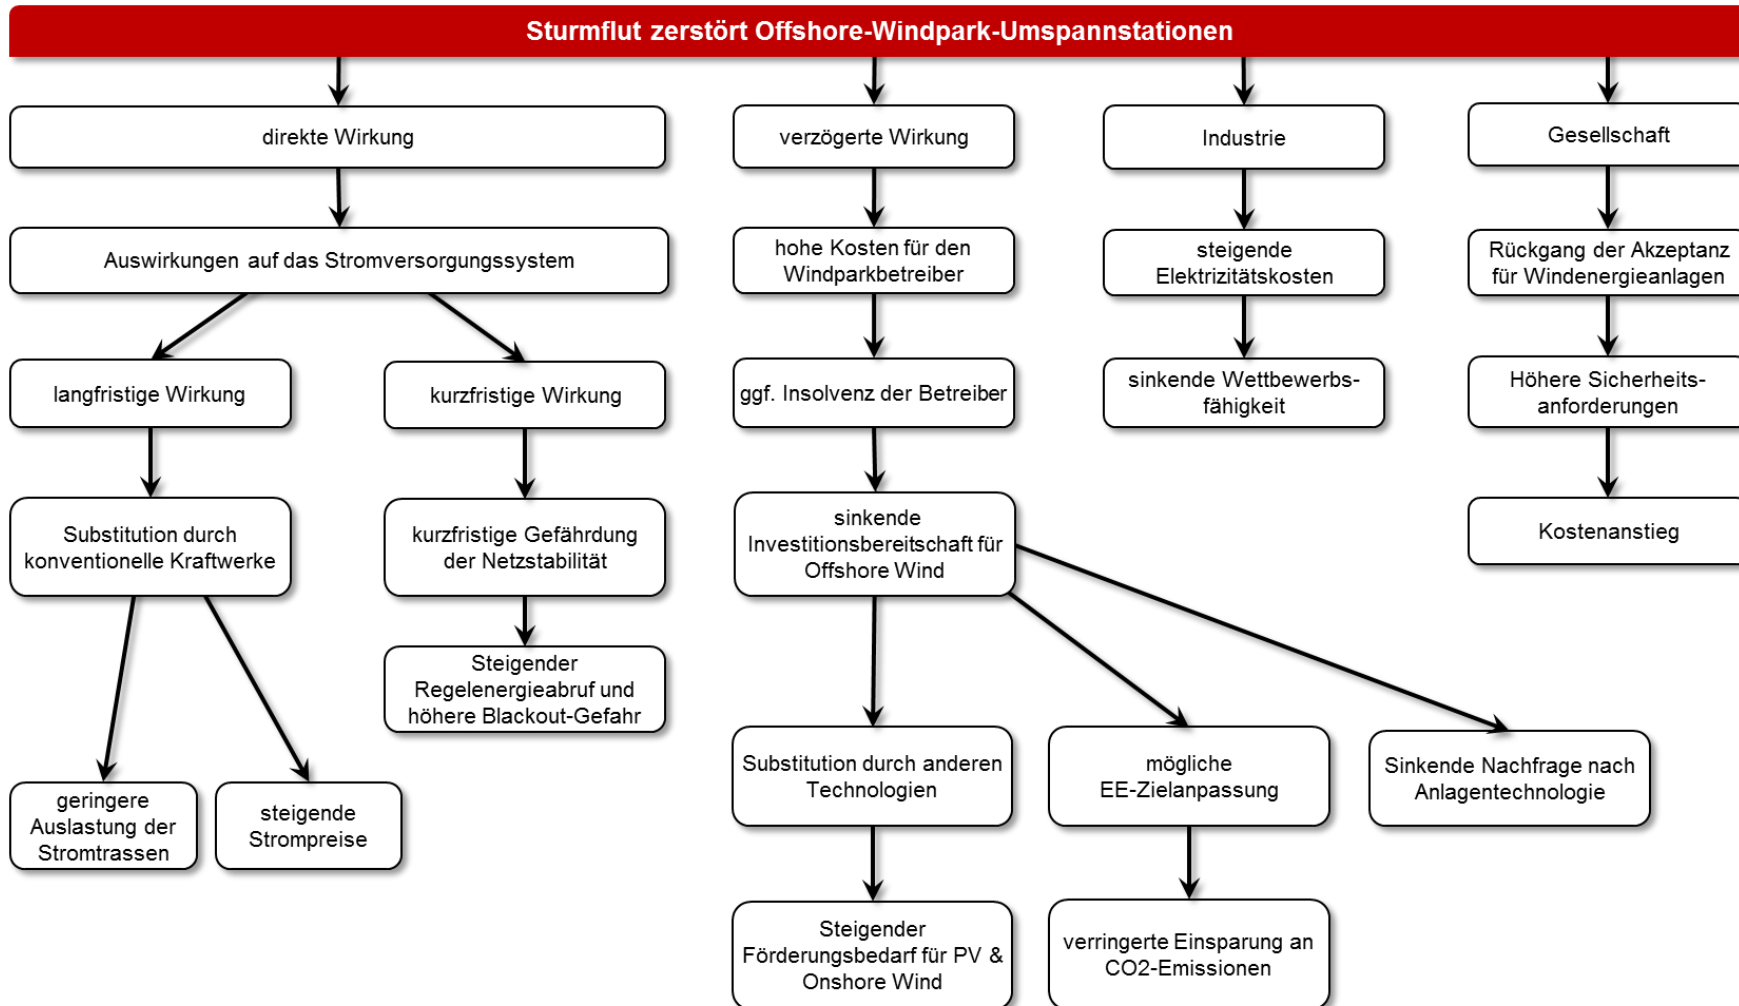 Sturmflut zerstört Offshore-Windpark-Umspannstationen
direkte Wirkung
verzögerte Wirkung
Industrie
Gesellschaft
Auswirkungen auf das Stromversorgungssystem
hohe Kosten für den
Windparkbetreiber
steigende
Elektrizitätskosten
Rückgang der Akzeptanz
für Windenergieanlagen
langfristige Wirkung
kurzfristige Wirkung
ggf. Insolvenz der Betreiber
sinkende Wettbewerbs-
fähigkeit
Höhere Sicherheits-
anforderungen
Substitution durch
konventionelle Kraftwerke
kurzfristige Gefährdung
der Netzstabilität
sinkende
Investitionsbereitschaft für
Offshore Wind
Kostenanstieg
Steigender
Regelenergieabruf und
höhere Blackout-Gefahr
geringere
Auslastung der
Stromtrassen
steigende
Strompreise
Substitution durch anderen
Technologien
mögliche
EE-Zielanpassung
Sinkende Nachfrage nach
Anlagentechnologie
Steigender
Förderungsbedarf für PV &
Onshore Wind
verringerte Einsparung an
CO2-Emissionen